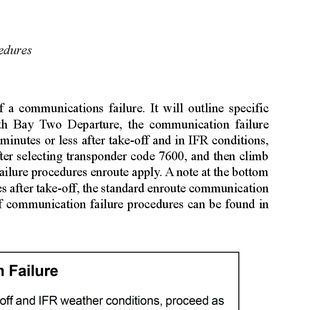 edures
f a communications failure. It will outline specific
th Bay Two Departure, the communication failure
minutes or less after take-off and in IFR conditions,
ter selecting transponder code 7600, and then climb
ailure procedures enroute apply. A note at the bottom
es after take-off, the standard enroute communication
f communication failure procedures can be found in
n Failure
off and IFR weather conditions, proceed as